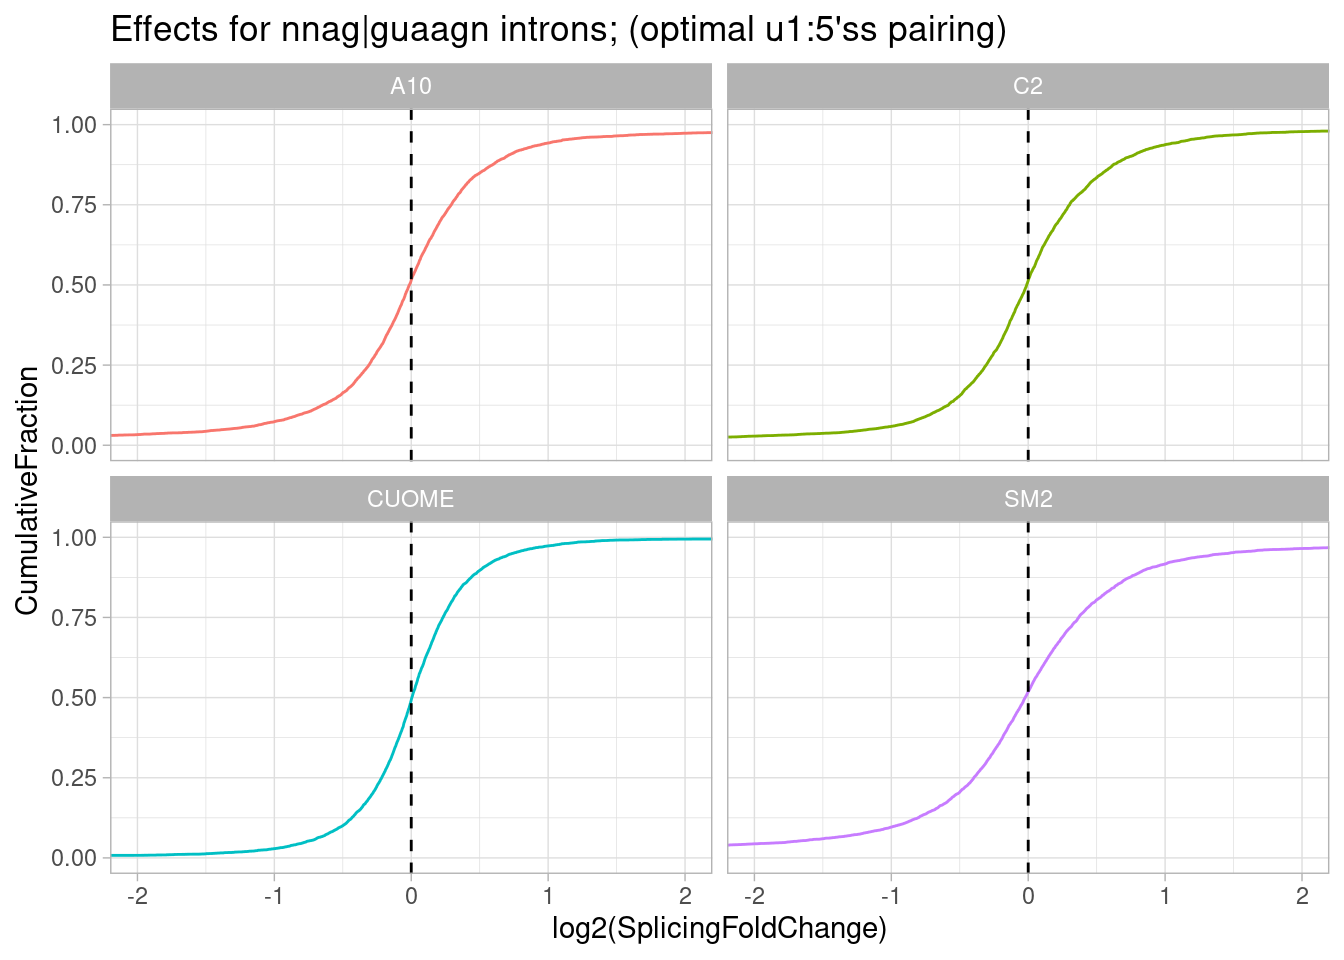 Effects for nnag|guaagn introns; (optimal u1:5'ss pairing)
A10
C2
1.00
0.75
0.50
0.25
0.00
CUOME
SM2
1.00
0.75
0.50
0.25
0.00
CumulativeFraction
-2
-1
0
1
2
-2
-1
0
1
2
log2(SplicingFoldChange)